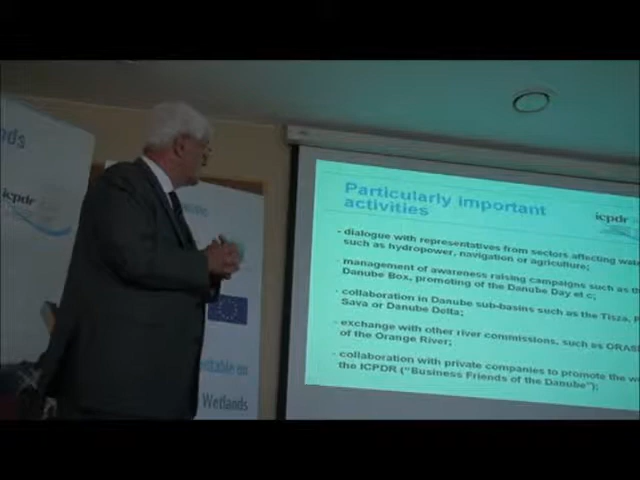 Particularly important
activities
icpdr
- dialogue with representatives from sectors affecting
such as hydropower, navigation or agriculture;
- management of awareness raising campaigns such as
Danube Box, promoting of the Danube Day et c;
- collaboration in Danube sub-basins such as the Tisza,
Sava or Danube Delta;
- exchange with other river commissions, such as
of the Orange River);
- collaboration with private companies to promote the
the ICPDR ("Business Friends of the Danube");
icpdr
on
Wetlands